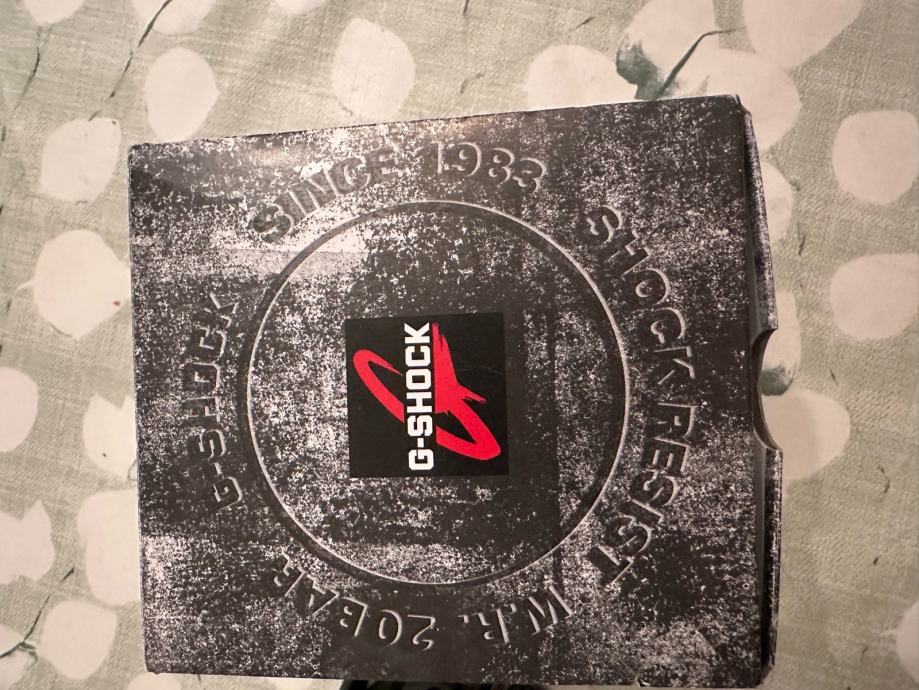 G-SHOCK
SINCE 1983
SHOCK RESIST
W.R. 20BAR
G-SHOCK